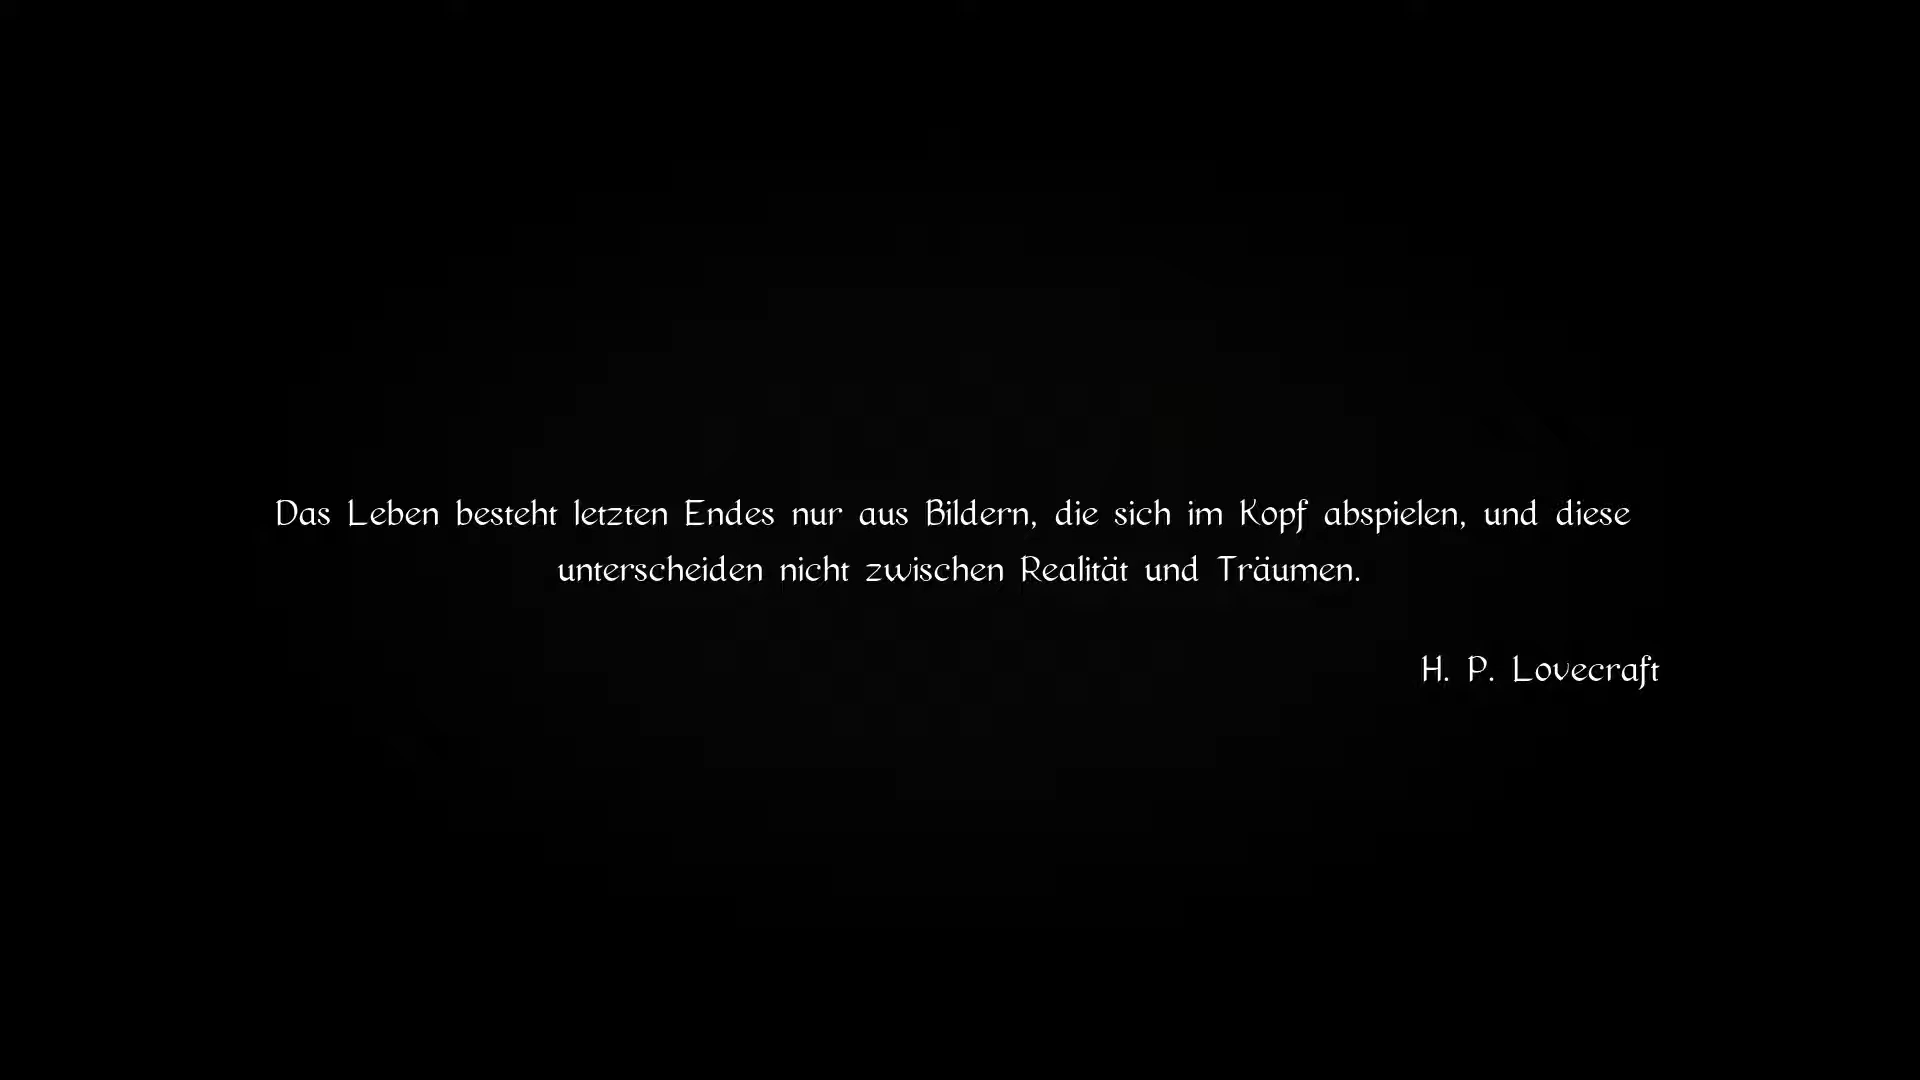 Das Leben besteht letzten Endes nur aus Bildern, die sich im Kopf abspielen, und diese
unterscheiden nicht zwischen Realität und Träumen.
H. P. Lovecraft